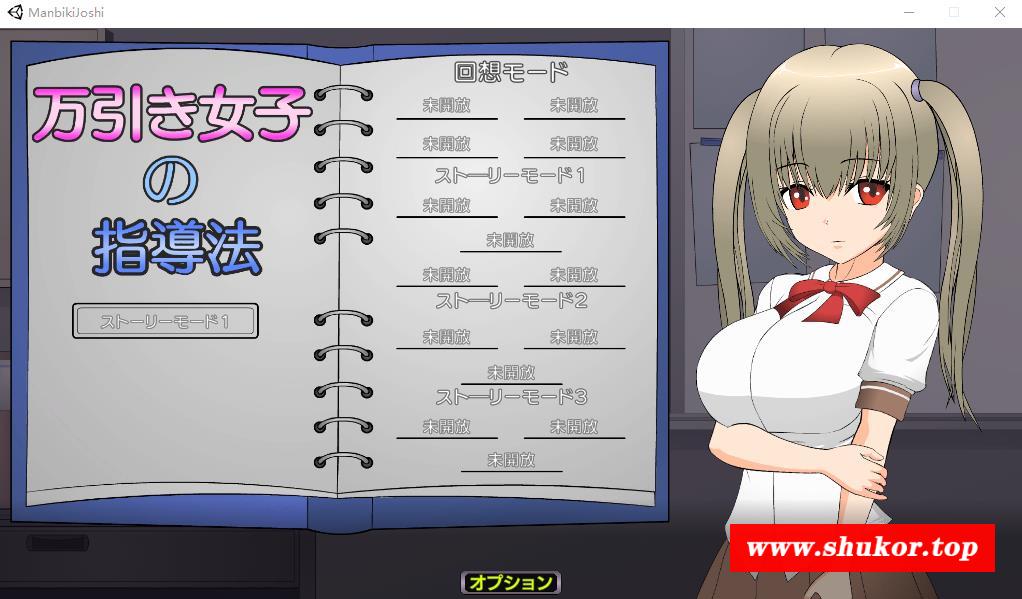 ManbikiJoshi
万引き女子
の
指導法
ストーリーモード1
回想モード
未開放 未開放
未開放 未開放
ストーリーモード1
未開放 未開放
未開放
未開放 未開放
ストーリーモード2
未開放 未開放
未開放
ストーリーモード3
未開放 未開放
未開放
オプション
www.shukor.top